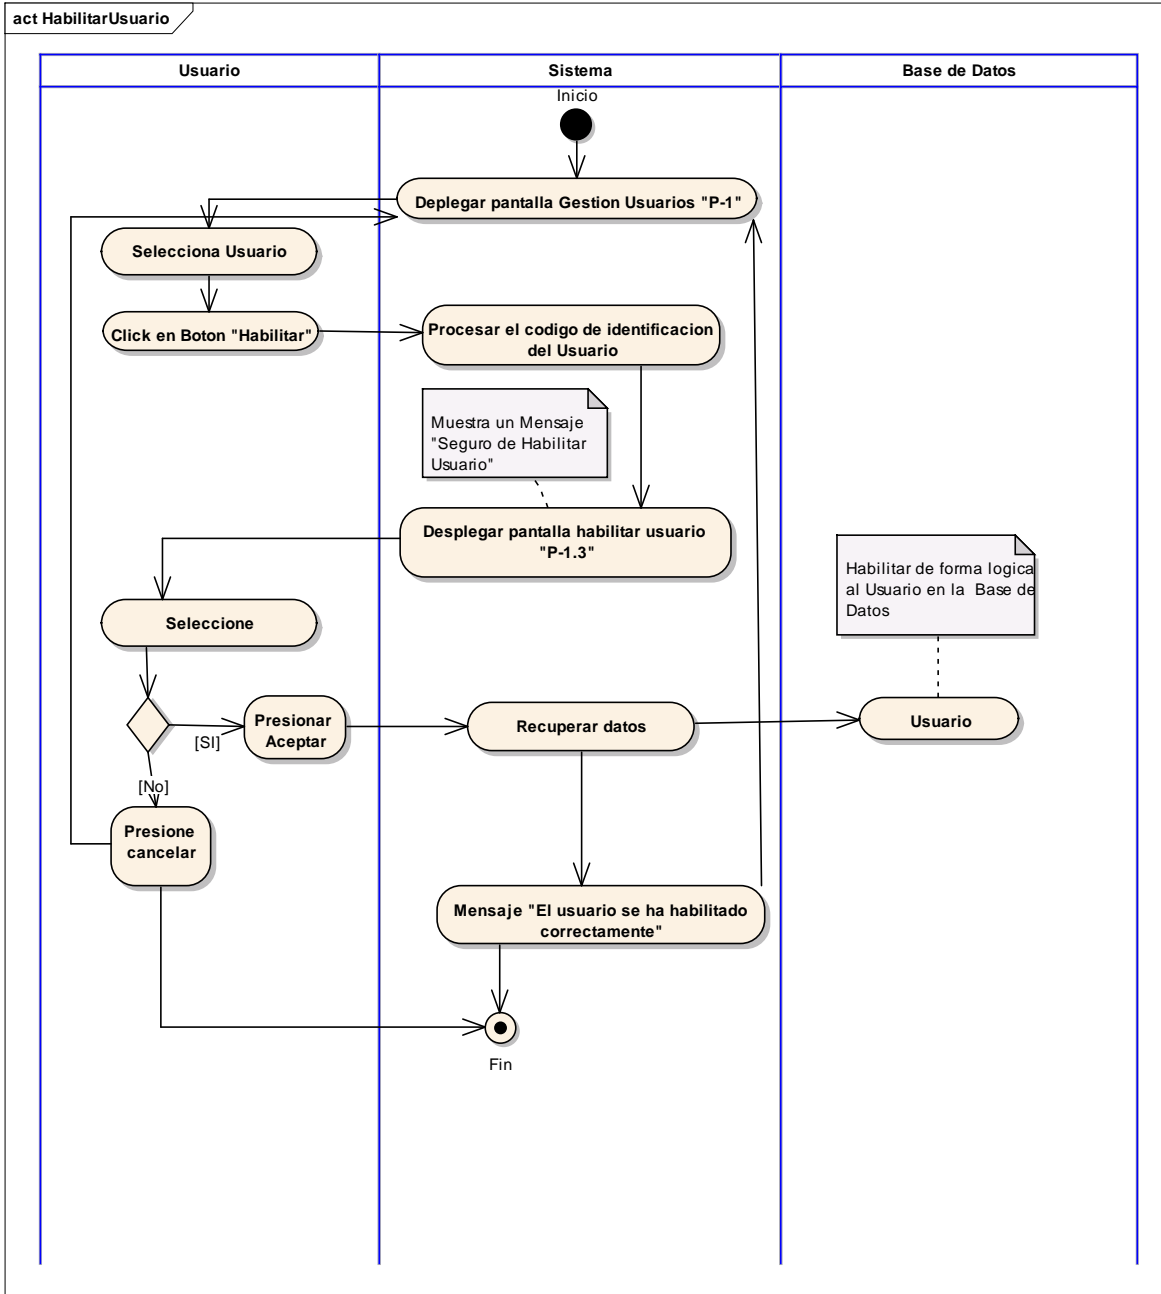 act HabilitarUsuario
Usuario
Sistema
Base de Datos
Inicio
Deplegar pantalla Gestion Usuarios "P-1"
Selecciona Usuario
Click en Boton "Habilitar"
Procesar el codigo de identificacion
del Usuario
Muestra un Mensaje
"Seguro de Habilitar
Usuario"
Desplegar pantalla habilitar usuario
"P-1.3"
Habilitar de forma logica
al Usuario en la Base de
Datos
Seleccione
[SI]
Presionar
Aceptar
Recuperar datos
Usuario
[No]
Presione
cancelar
Mensaje "El usuario se ha habilitado
correctamente"
Fin